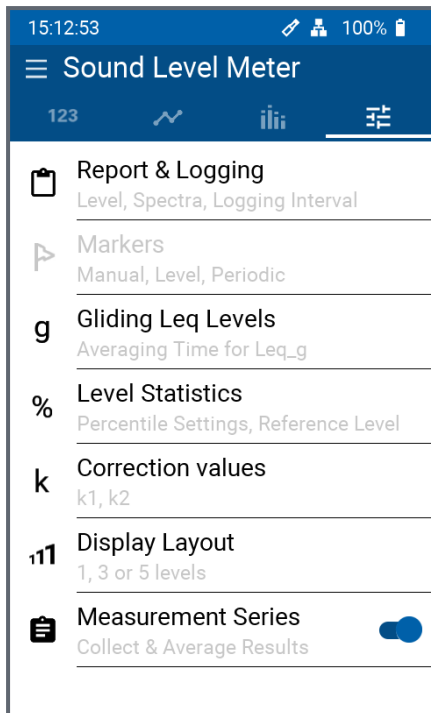 15:12:53 100%
Sound Level Meter
123
Report & Logging
Level, Spectra, Logging Interval
Markers
Manual, Level, Periodic
g Gliding Leq Levels
Averaging Time for Leq_g
% Level Statistics
Percentile Settings, Reference Level
k Correction values
k1, k2
111 Display Layout
1, 3 or 5 levels
Measurement Series
Collect & Average Results